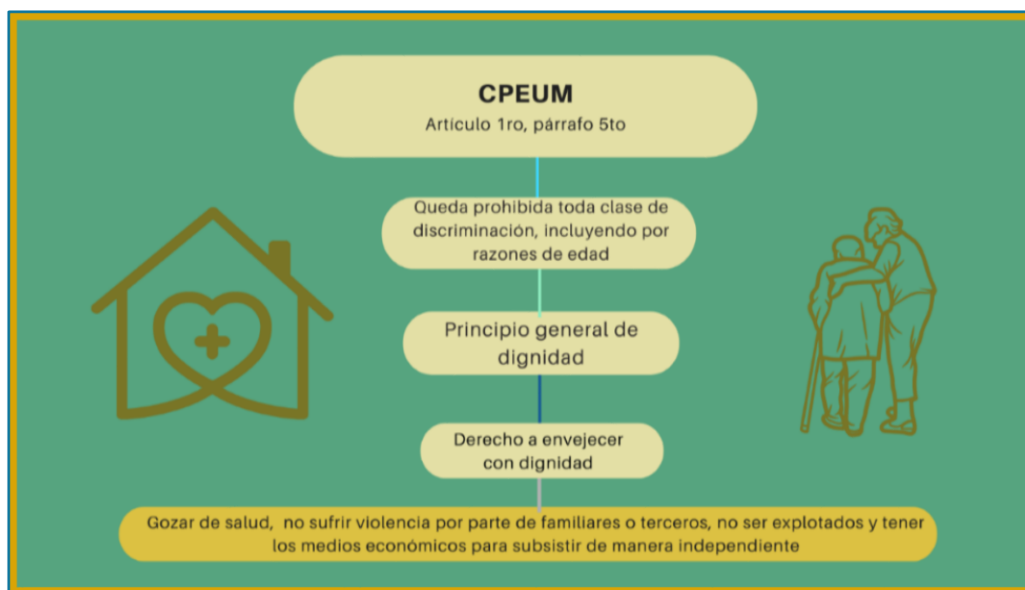 CPEUM
Artículo 1ro, párrafo 5to
Queda prohibida toda clase de
discriminación, incluyendo por
razones de edad
Principio general de
dignidad
Derecho a envejecer
con dignidad
Gozar de salud, no sufrir violencia por parte de familiares o terceros, no ser explotados y tener
los medios económicos para subsistir de manera independiente